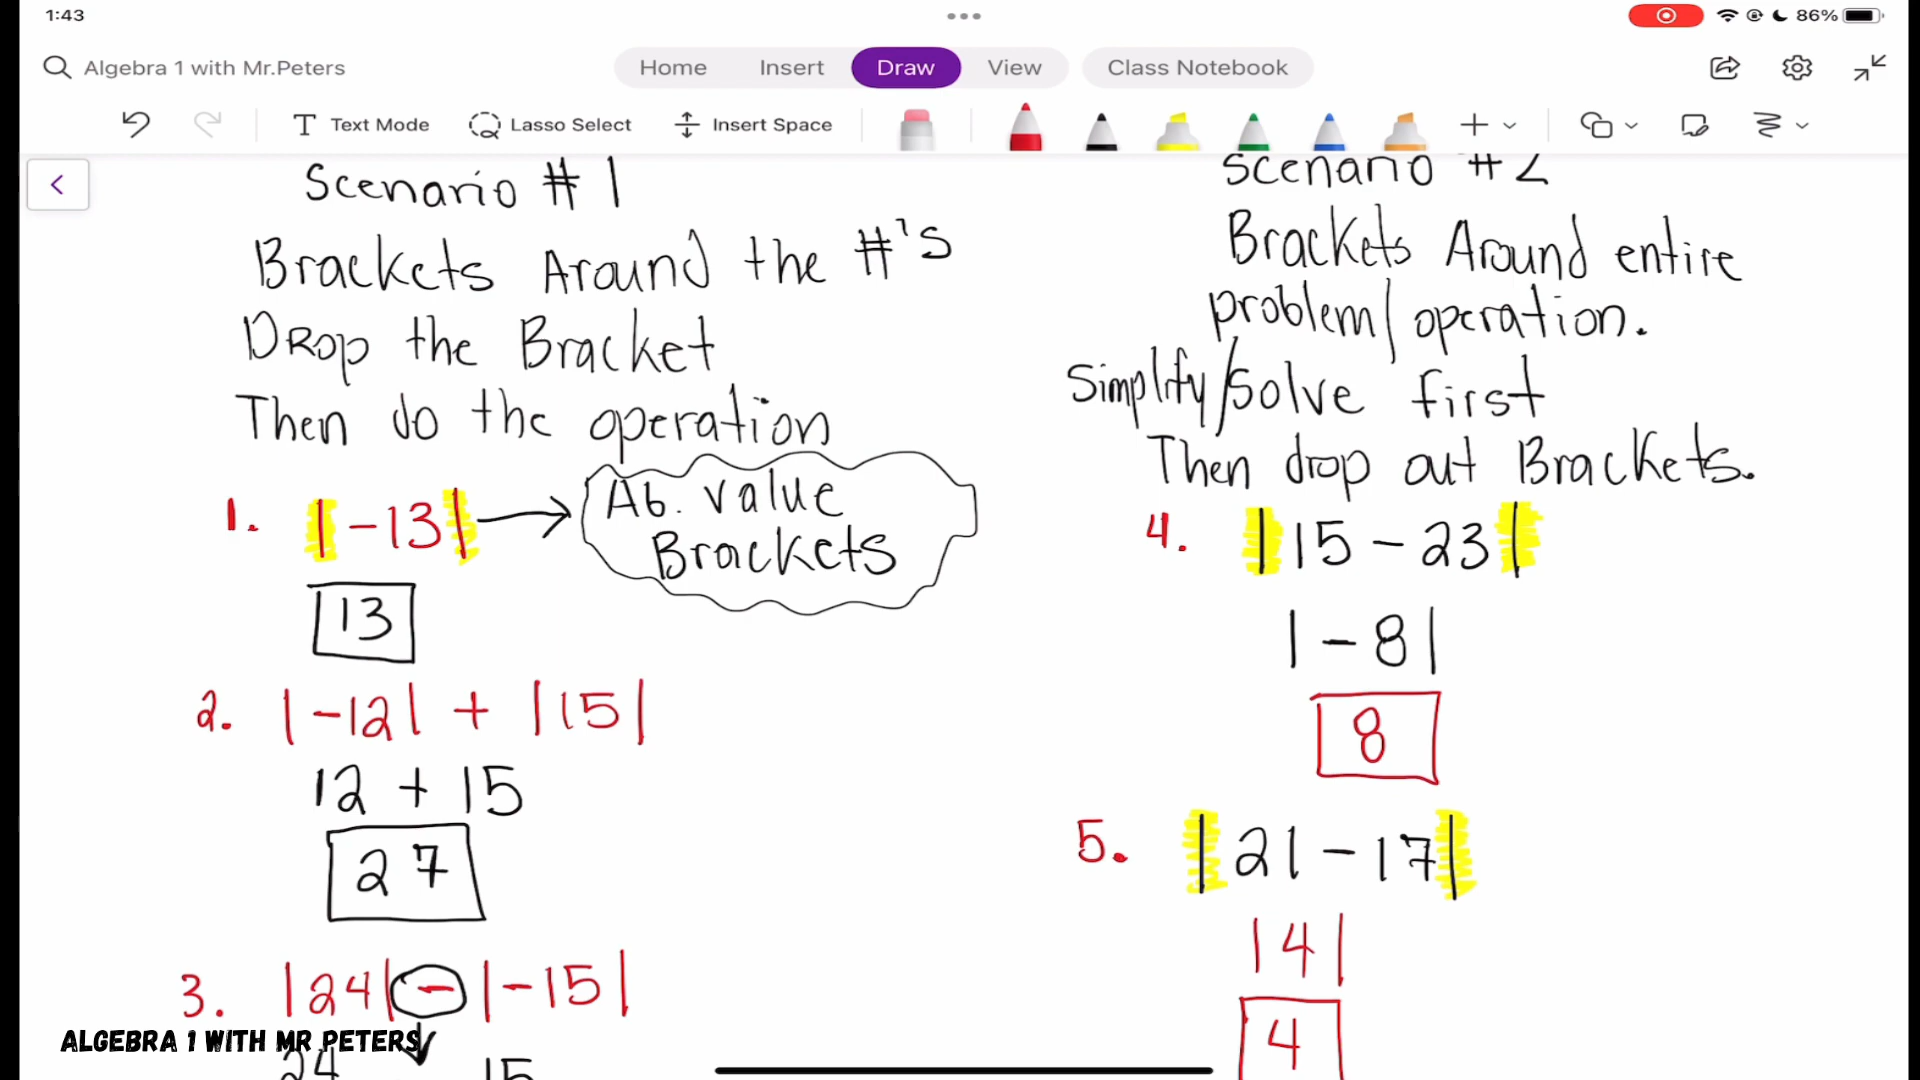 1:43
86%
Algebra 1 with Mr.Peters
Home Insert Draw View Class Notebook
Text Mode Lasso Select Insert Space
Scenario # 1
Brackets Around the #'s
Drop the Bracket
Then do the operation
1. |-13|
Ab. value
Brackets
13
2. |-12| + |15|
12 + 15
27
3. |24| - |-15|
24 15
ALGEBRA 1 WITH MR PETERS
Scenario #2
Brackets Around entire
problem/operation.
Simplify/solve first
Then drop out Brackets.
4. |15 - 23|
|-8|
8
5. |21 - 17|
|4|
4